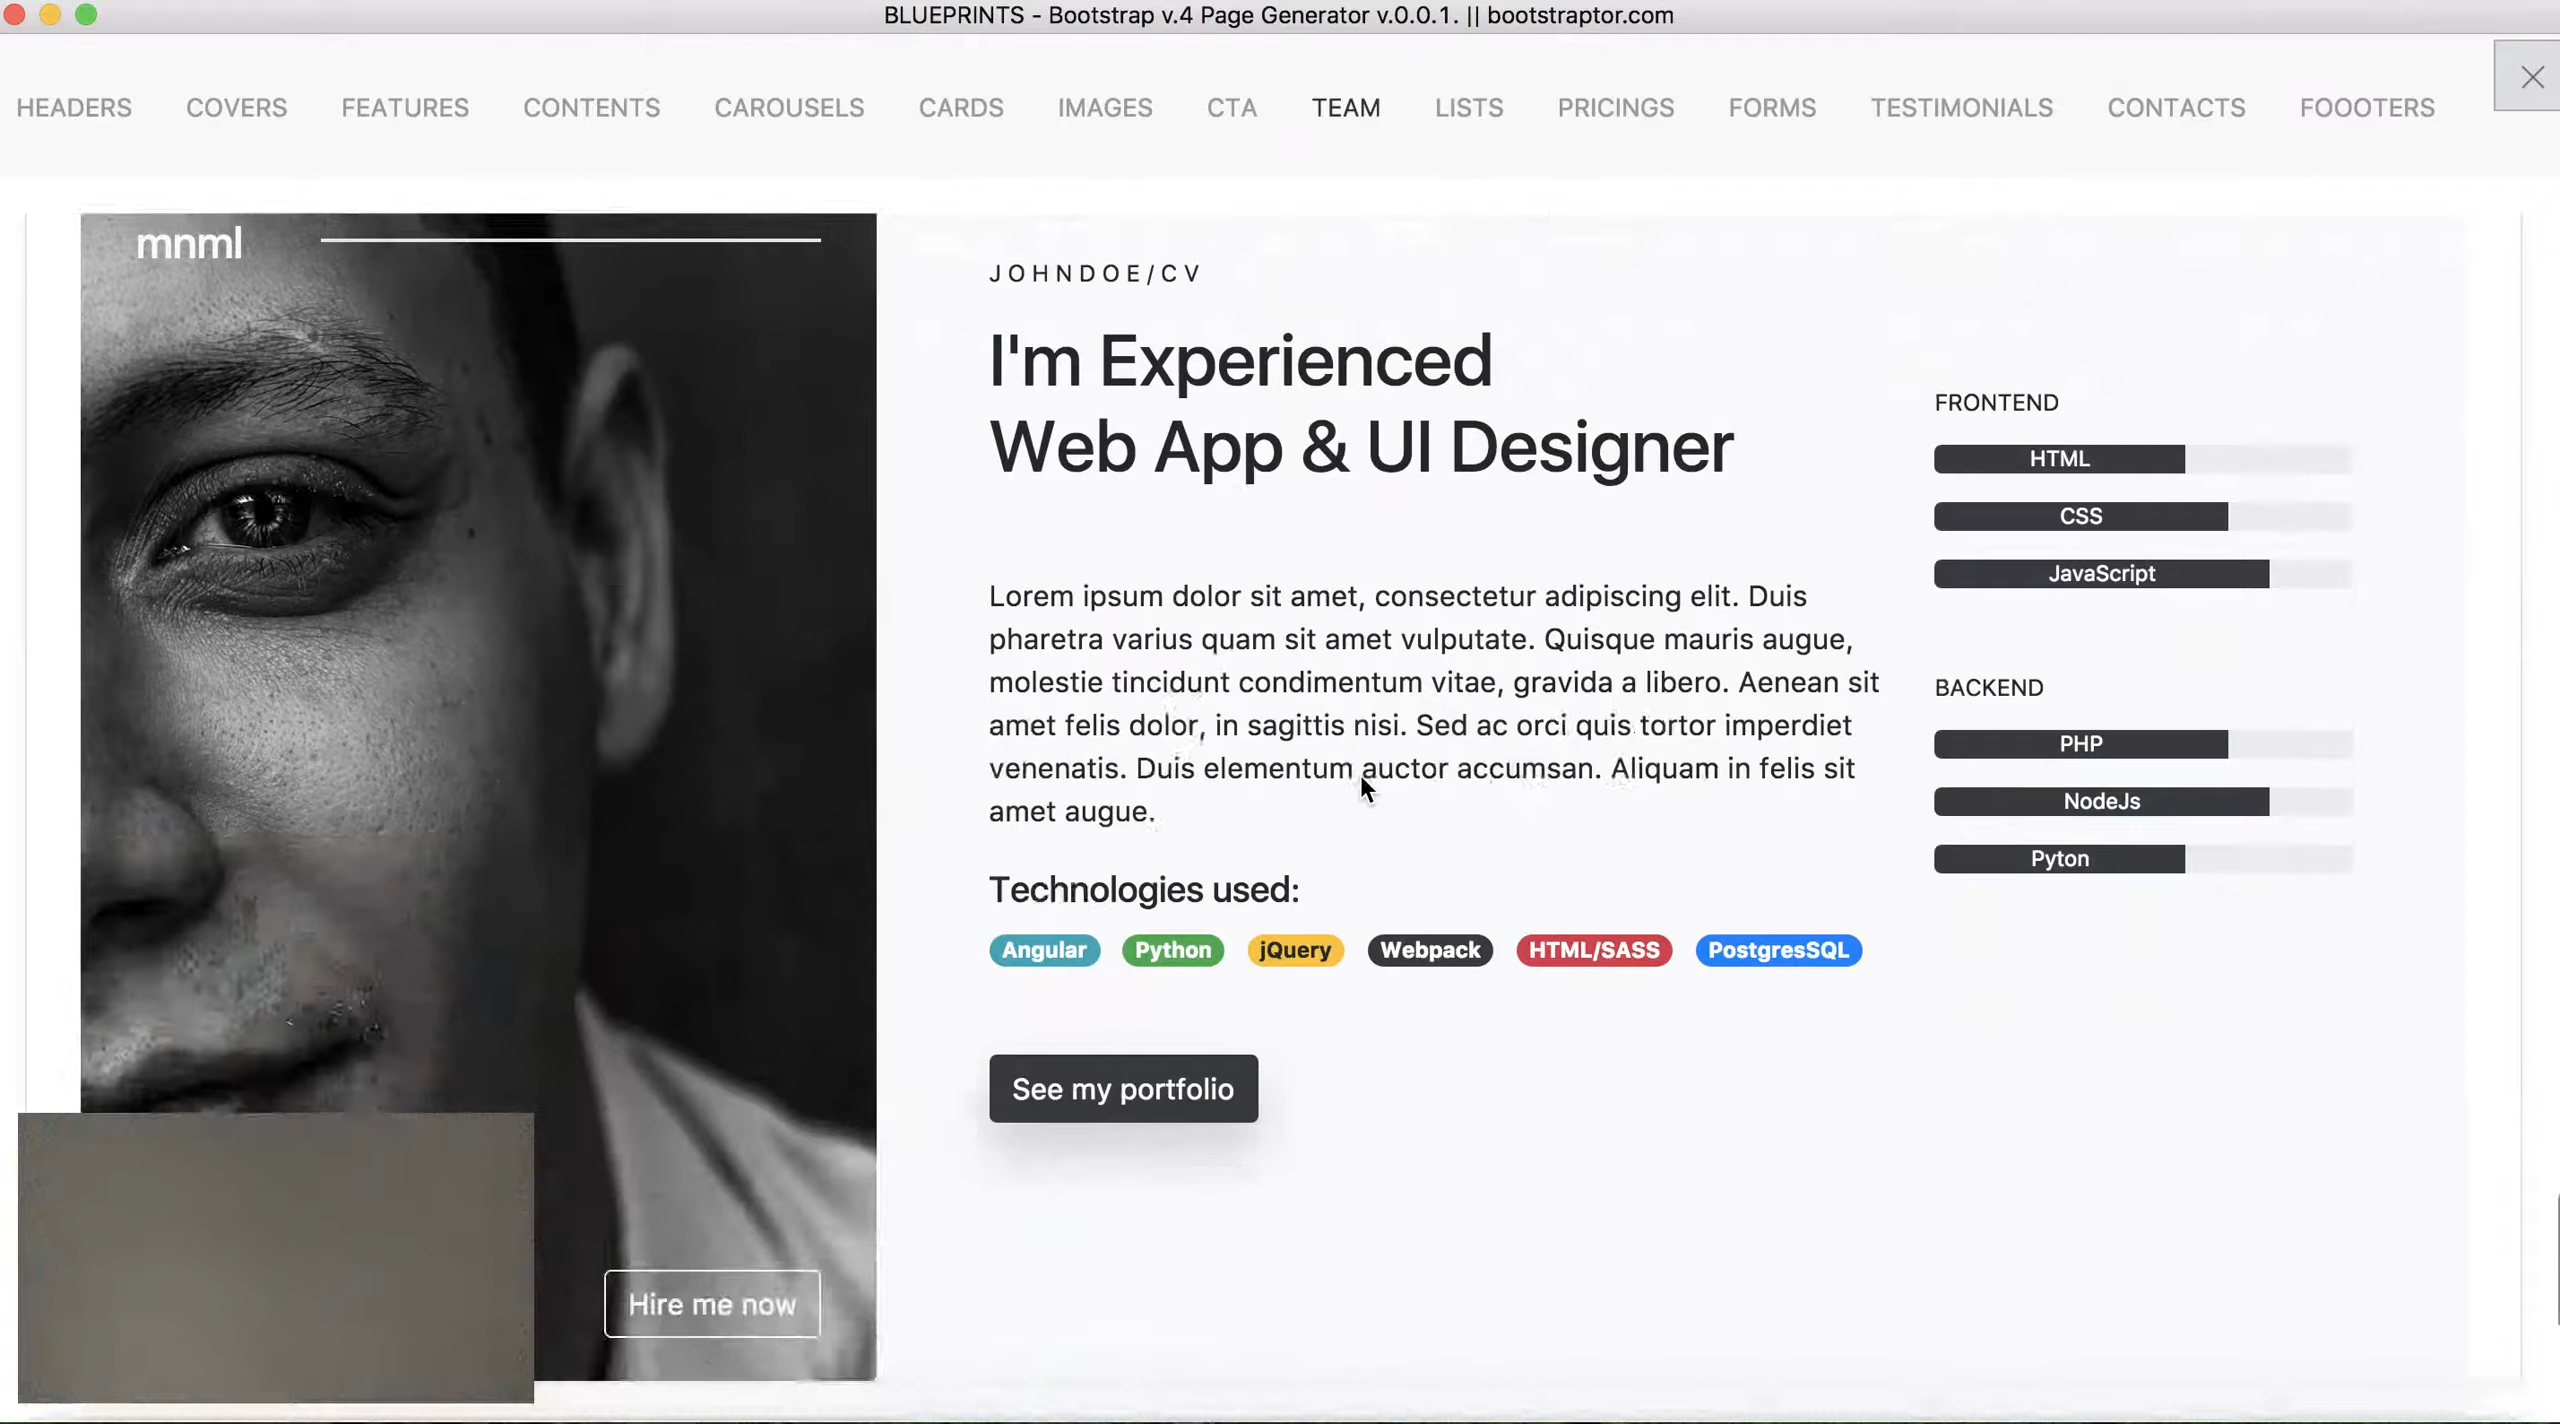 BLUEPRINTS - Bootstrap v.4 Page Generator v.0.0.1. || bootstraptor.com
HEADERS COVERS FEATURES CONTENTS CAROUSELS CARDS IMAGES CTA TEAM LISTS PRICINGS FORMS TESTIMONIALS CONTACTS FOOOTERS
mnml
JOHNDOE/CV
I'm Experienced
Web App & UI Designer
Lorem ipsum dolor sit amet, consectetur adipiscing elit. Duis
pharetra varius quam sit amet vulputate. Quisque mauris augue,
molestie tincidunt condimentum vitae, gravida a libero. Aenean sit
amet felis dolor, in sagittis nisi. Sed ac orci quis tortor imperdiet
venenatis. Duis elementum auctor accumsan. Aliquam in felis sit
amet augue.
Technologies used:
Angular Python jQuery Webpack HTML/SASS PostgresSQL
See my portfolio
Hire me now
FRONTEND
HTML
CSS
JavaScript
BACKEND
PHP
NodeJs
Pyton